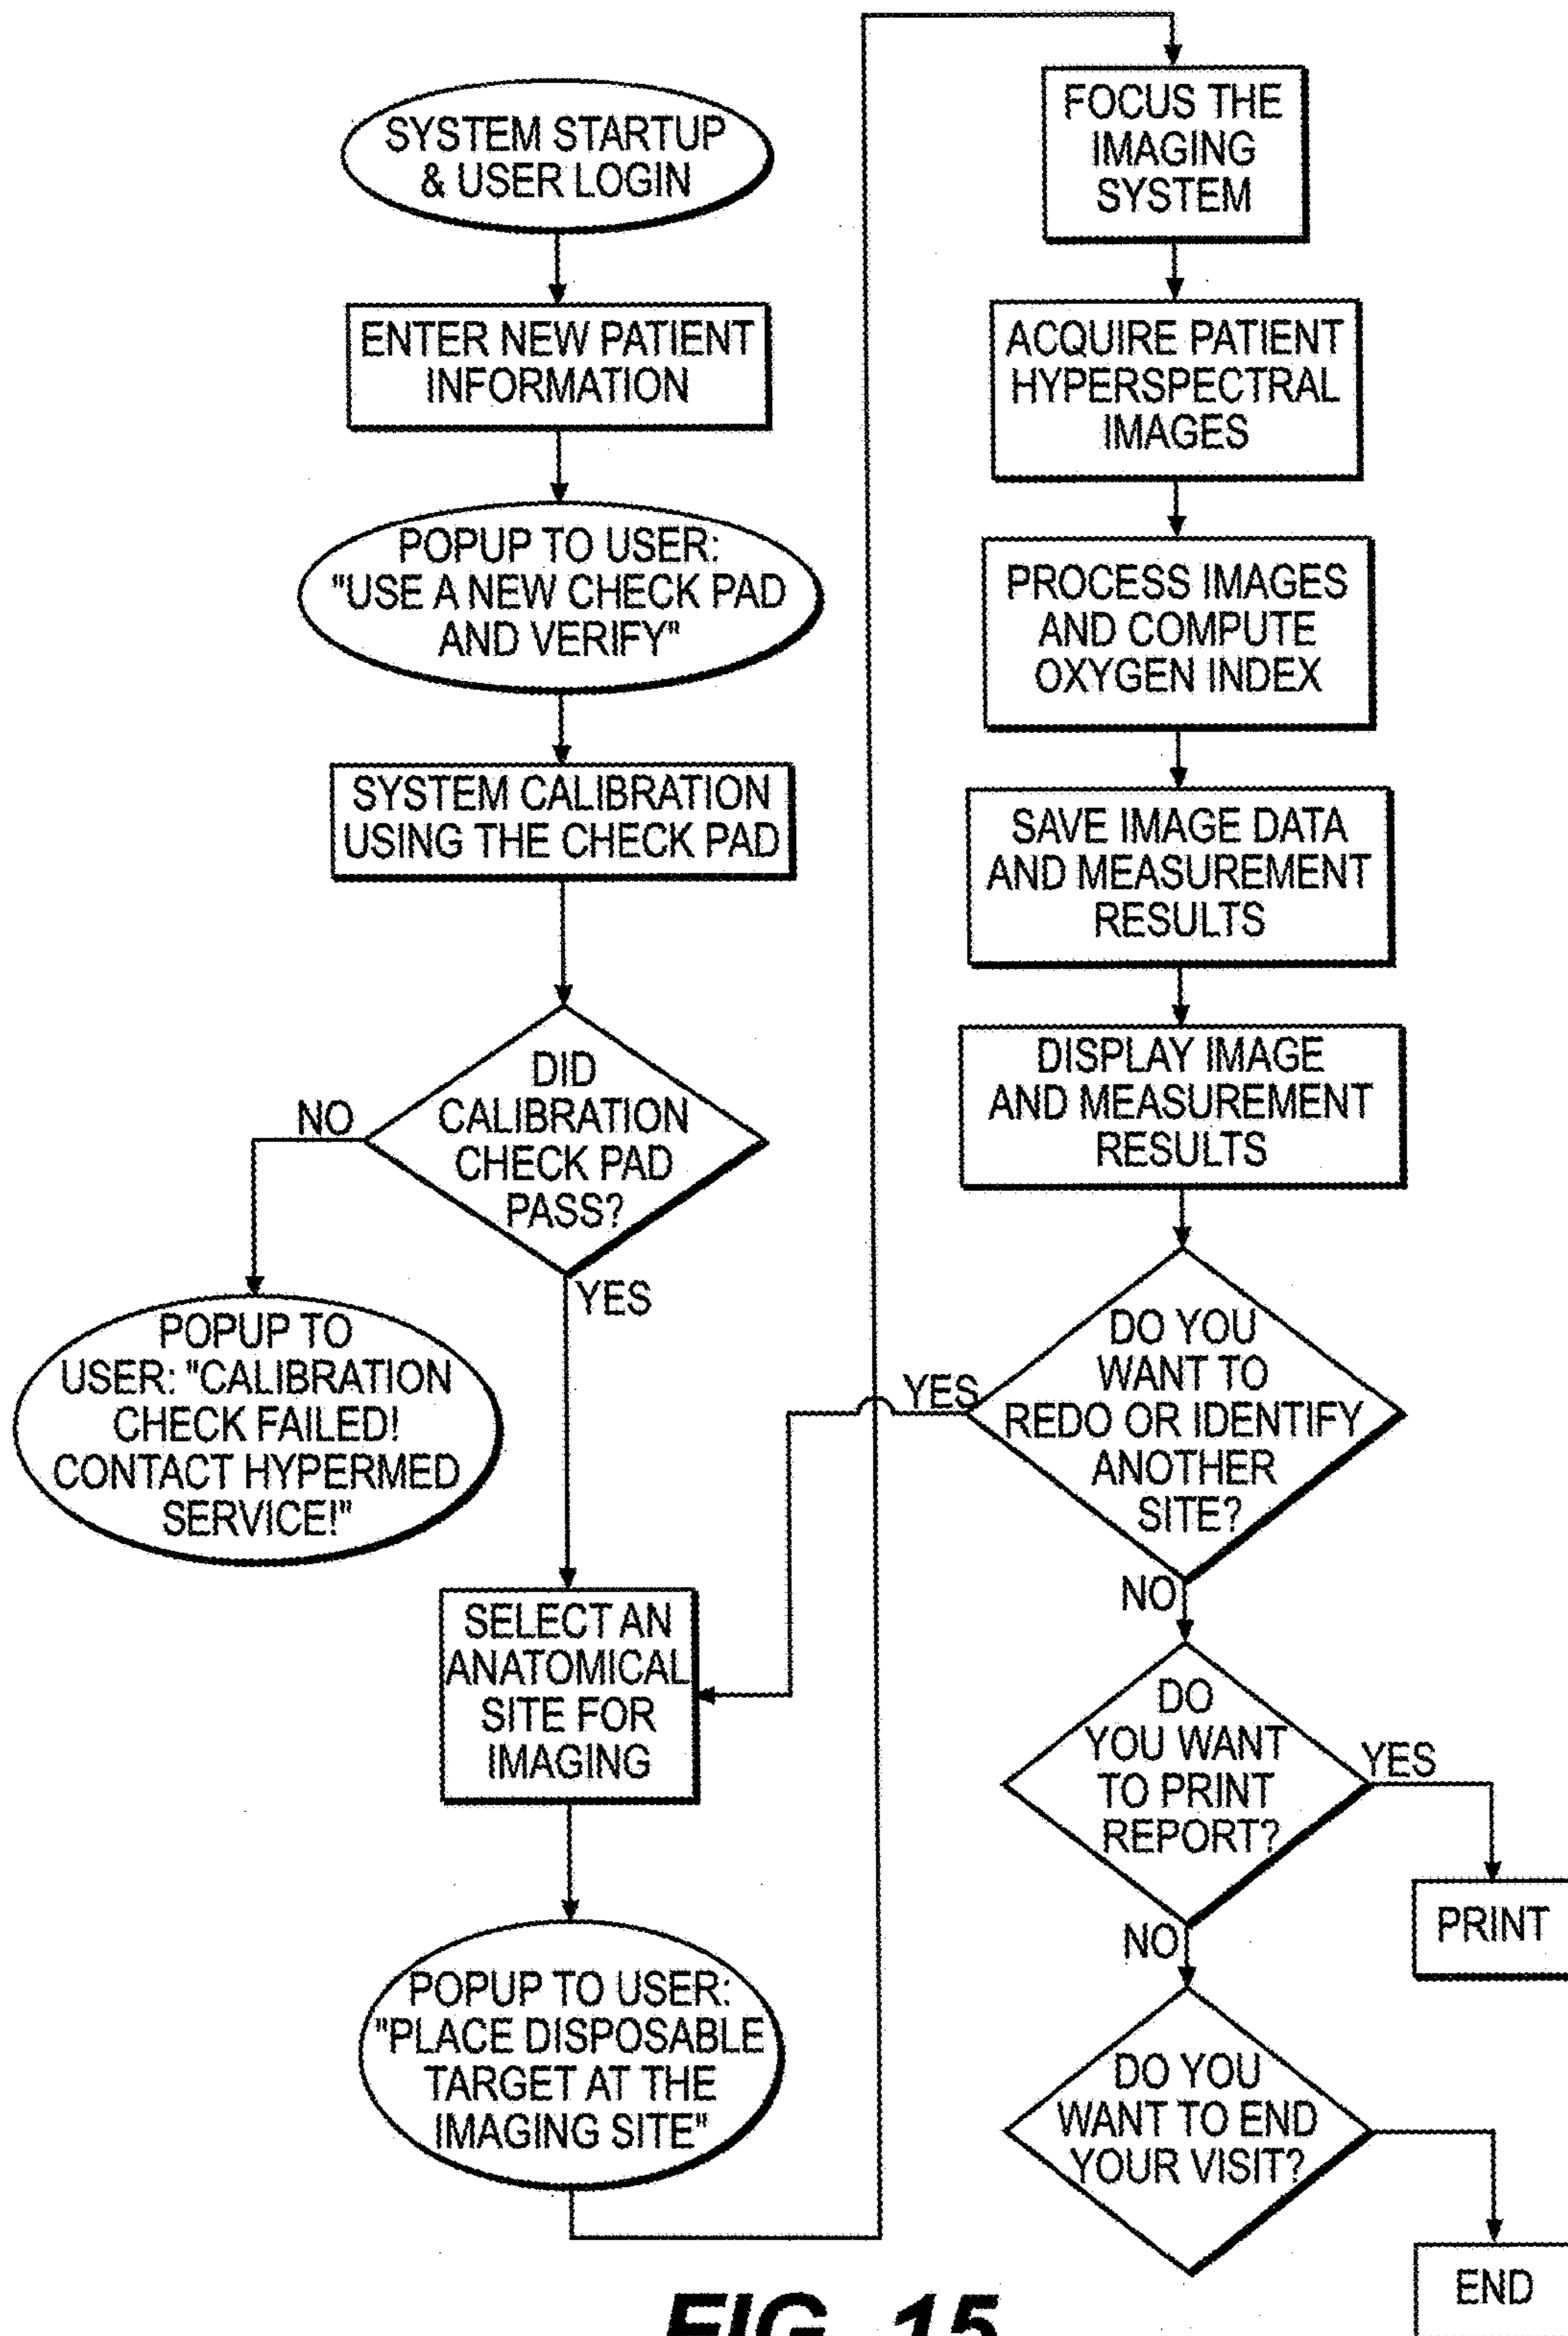 SYSTEM STARTUP
& USER LOGIN
ENTER NEW PATIENT
INFORMATION
POPUP TO USER:
"USE A NEW CHECK PAD
AND VERIFY"
SYSTEM CALIBRATION
USING THE CHECK PAD
DID
CALIBRATION
CHECK PAD
PASS?
NO
YES
POPUP TO
USER: "CALIBRATION
CHECK FAILED!
CONTACT HYPERMED
SERVICE!"
SELECT AN
ANATOMICAL
SITE FOR
IMAGING
POPUP TO USER:
"PLACE DISPOSABLE
TARGET AT THE
IMAGING SITE"
FOCUS THE
IMAGING
SYSTEM
ACQUIRE PATIENT
HYPERSPECTRAL
IMAGES
PROCESS IMAGES
AND COMPUTE
OXYGEN INDEX
SAVE IMAGE DATA
AND MEASUREMENT
RESULTS
DISPLAY IMAGE
AND MEASUREMENT
RESULTS
DO YOU
WANT TO
REDO OR IDENTIFY
ANOTHER
SITE?
YES
NO
DO
YOU WANT
TO PRINT
REPORT?
YES
PRINT
NO
DO YOU
WANT TO END
YOUR VISIT?
END
FIG. 15